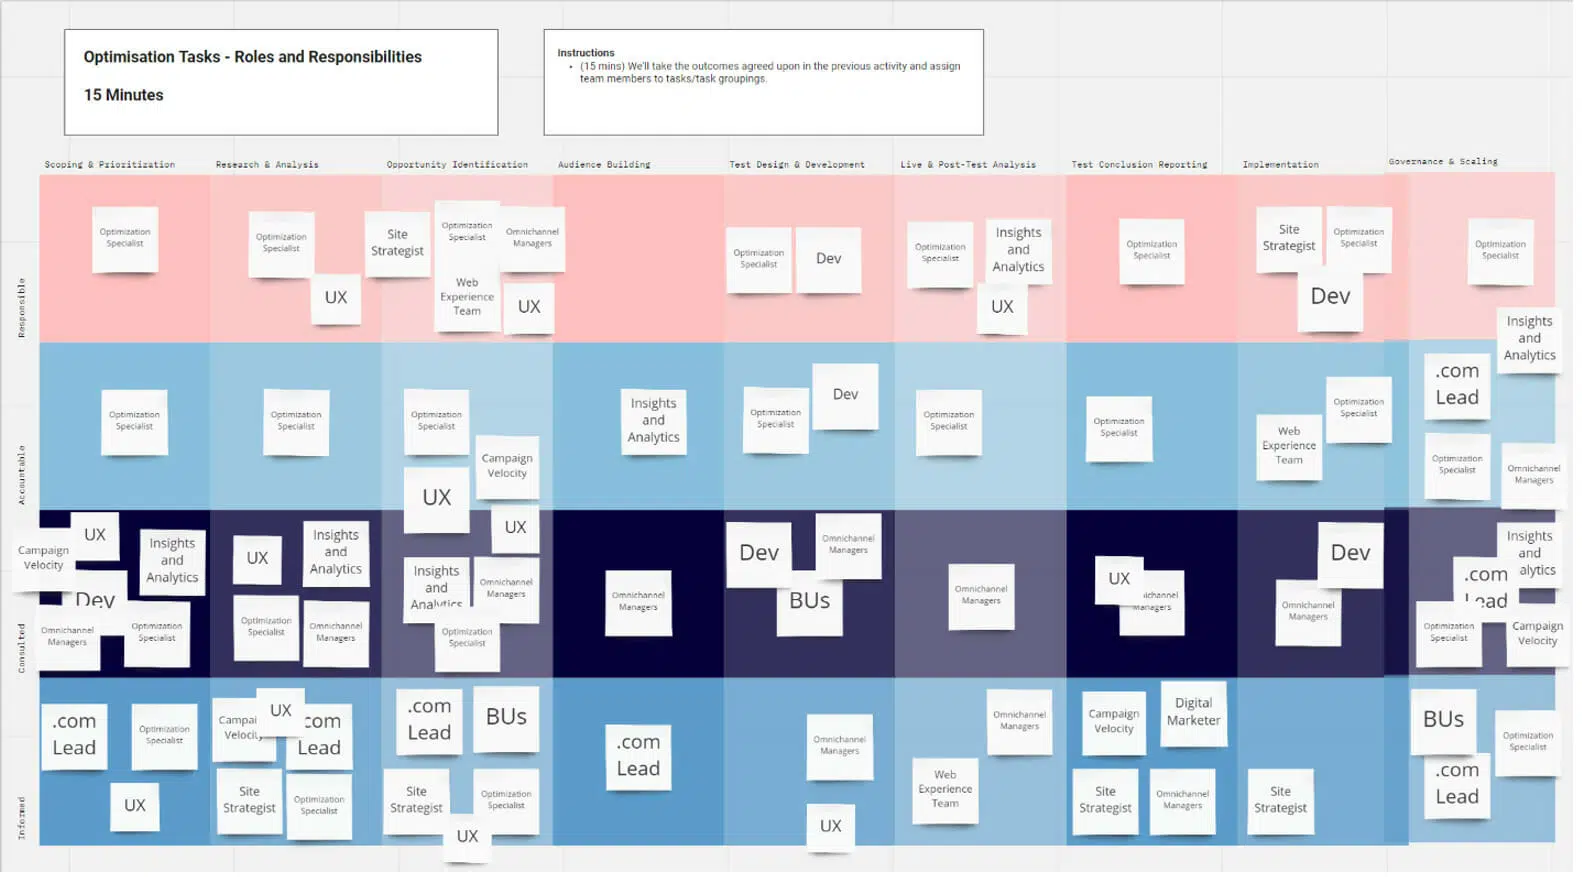 Optimisation Tasks - Roles and Responsibilities
15 Minutes
Instructions
• (15 mins) We'll take the outcomes agreed upon in the previous activity and assign
team members to tasks/task groupings.
Scoping & Prioritization
Research & Analysis
Opportunity Identification
Audience Building
Test Design & Development
Live & Post-Test Analysis
Test Conclusion Reporting
Implementation
Governance & Scaling
Responsible
Optimization
Specialist
Optimization
Specialist
UX
Site
Strategist
Optimization
Specialist
Omnichannel
Managers
Web
Experience
Team
UX
Optimization
Specialist
Dev
Optimization
Specialist
Insights
and
Analytics
UX
Optimization
Specialist
Site
Strategist
Optimization
Specialist
Dev
Optimization
Specialist
Insights
and
Analytics
Accountable
Optimization
Specialist
Optimization
Specialist
Optimization
Specialist
Campaign
Velocity
UX
Insights
and
Analytics
Optimization
Specialist
Dev
Optimization
Specialist
Optimization
Specialist
Web
Experience
Team
Optimization
Specialist
.com
Lead
Optimization
Specialist
Omnichannel
Managers
Consulted
Campaign
Velocity
UX
Insights
and
Analytics
Dev
Omnichannel
Managers
Optimization
Specialist
UX
Insights
and
Analytics
Optimization
Specialist
Omnichannel
Managers
UX
Insights
and
Analytics
Omnichannel
Managers
Optimization
Specialist
Omnichannel
Managers
Dev
Omnichannel
Managers
BUs
Omnichannel
Managers
UX
nichannel
Managers
Dev
Omnichannel
Managers
Insights
and
nalytics
.com
Lead
Optimization
Specialist
Campaign
Velocity
Informed
.com
Lead
Optimization
Specialist
UX
Campai
Velocity
UX
com
Lead
Site
Strategist
Optimization
Specialist
.com
Lead
BUs
Site
Strategist
Optimization
Specialist
UX
.com
Lead
Omnichannel
Managers
UX
Omnichannel
Managers
Web
Experience
Team
Campaign
Velocity
Digital
Marketer
Site
Strategist
Omnichannel
Managers
Site
Strategist
BUs
Optimization
Specialist
.com
Lead